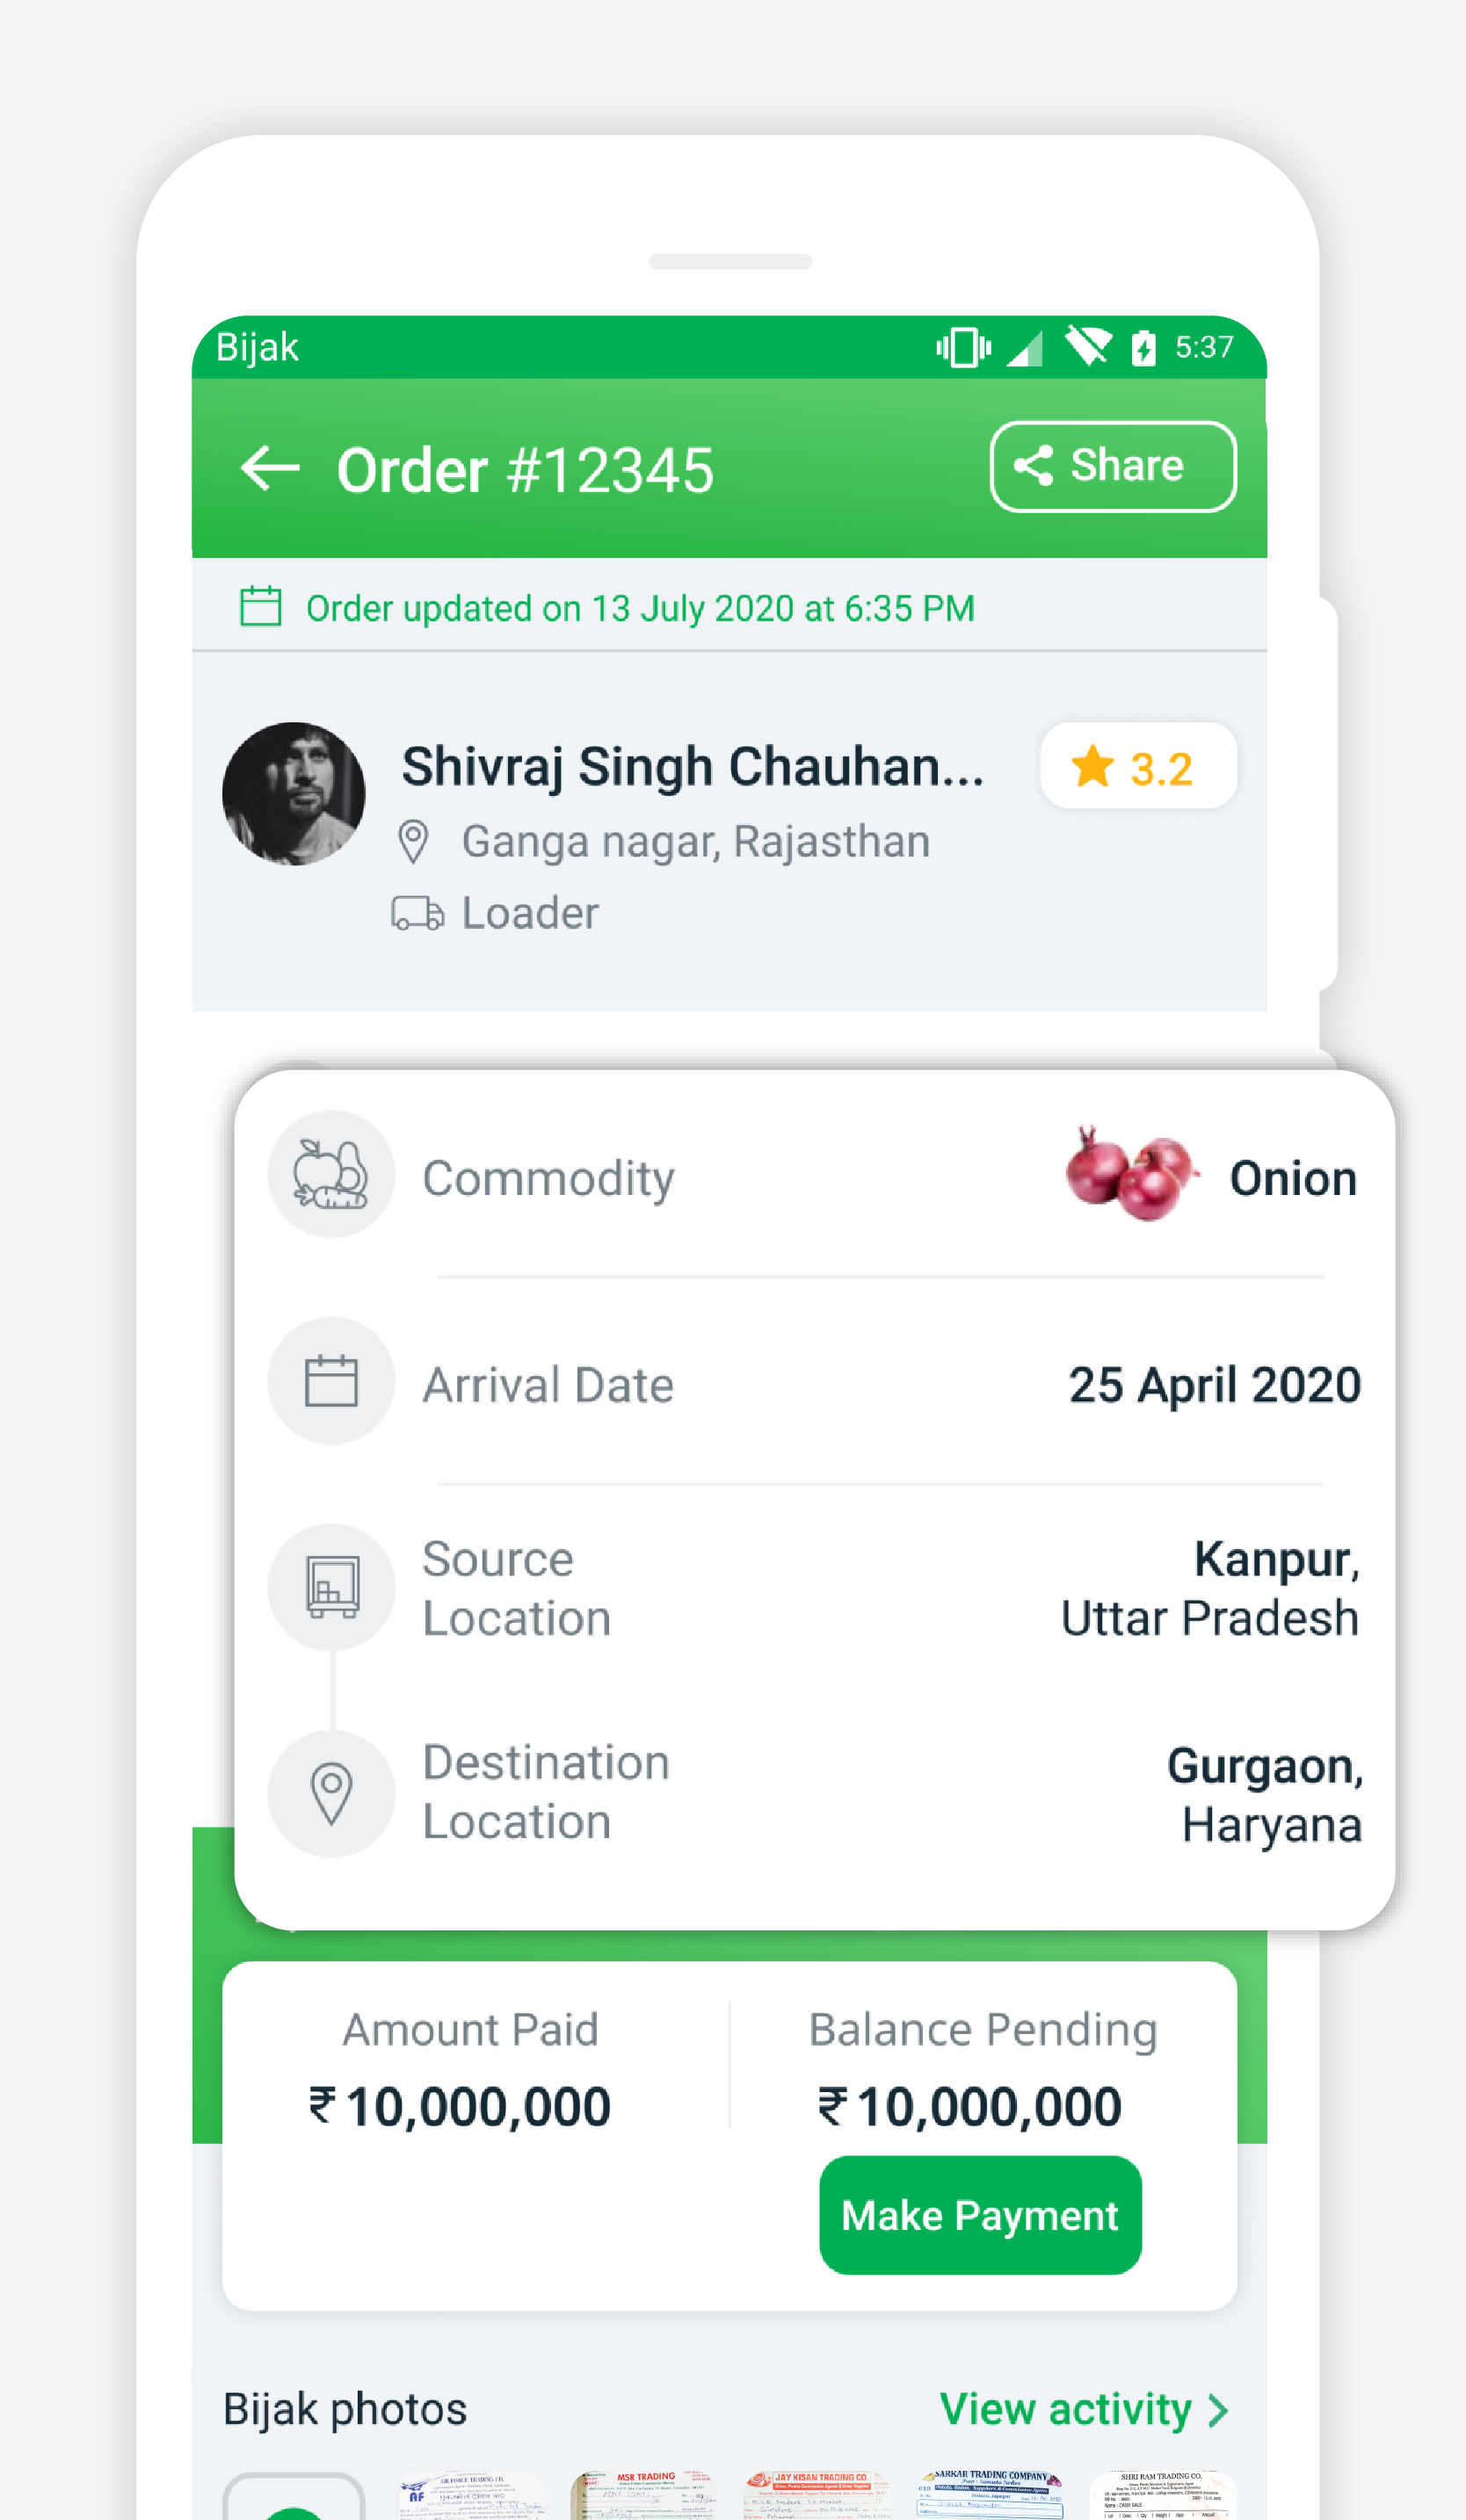 Bijak
5:37
Order #12345
Share
Order updated on 13 July 2020 at 6:35 PM
Shivraj Singh Chauhan...
3.2
Ganga nagar, Rajasthan
Loader
Commodity
Onion
Arrival Date
25 April 2020
Source
Location
Kanpur,
Uttar Pradesh
Destination
Location
Gurgaon,
Haryana
Amount Paid
Balance Pending
₹10,000,000
₹10,000,000
Make Payment
Bijak photos
View activity
AIR FORCE TRADING CO.
AF
MSR TRADING
JAY KISAN TRADING CO.
SARKAR TRADING COMPANY
SHRI RAM TRADING CO.